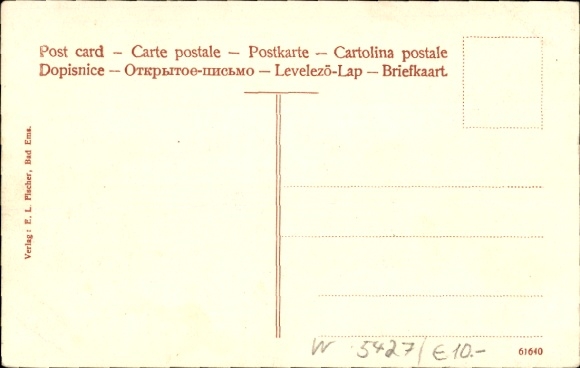 Post card – Carte postale – Postkarte – Cartolina postale
Dopisnice – Открытое-письмо – Levelezö-Lap – Briefkaart
Verlag: E. L. Fischer, Bad Ems.
W 5427/€10.-
61640